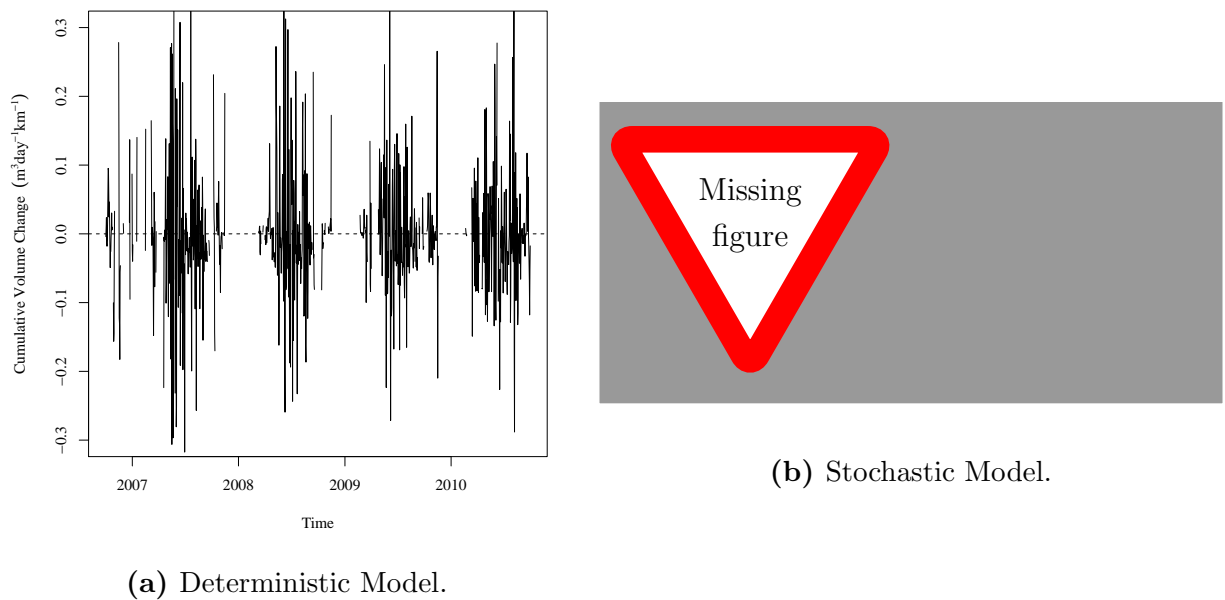 0.3
0.2
0.1
0.0
−0.1
−0.2
−0.3
Cumulative Volume Change (m³day⁻¹km⁻¹)
2007 2008 2009 2010
Time
(a) Deterministic Model.
Missing
figure
(b) Stochastic Model.